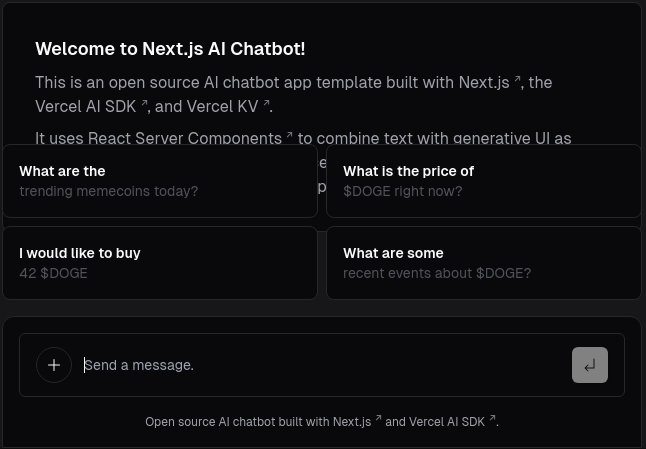 Welcome to Next.js AI Chatbot!
This is an open source AI chatbot app template built with Next.js ↗, the
Vercel AI SDK ↗, and Vercel KV ↗.
It uses React Server Components ↗ to combine text with generative UI as
What are the
trending memecoins today?
What is the price of
$DOGE right now?
I would like to buy
42 $DOGE
What are some
recent events about $DOGE?
Send a message.
Open source AI chatbot built with Next.js ↗ and Vercel AI SDK ↗.